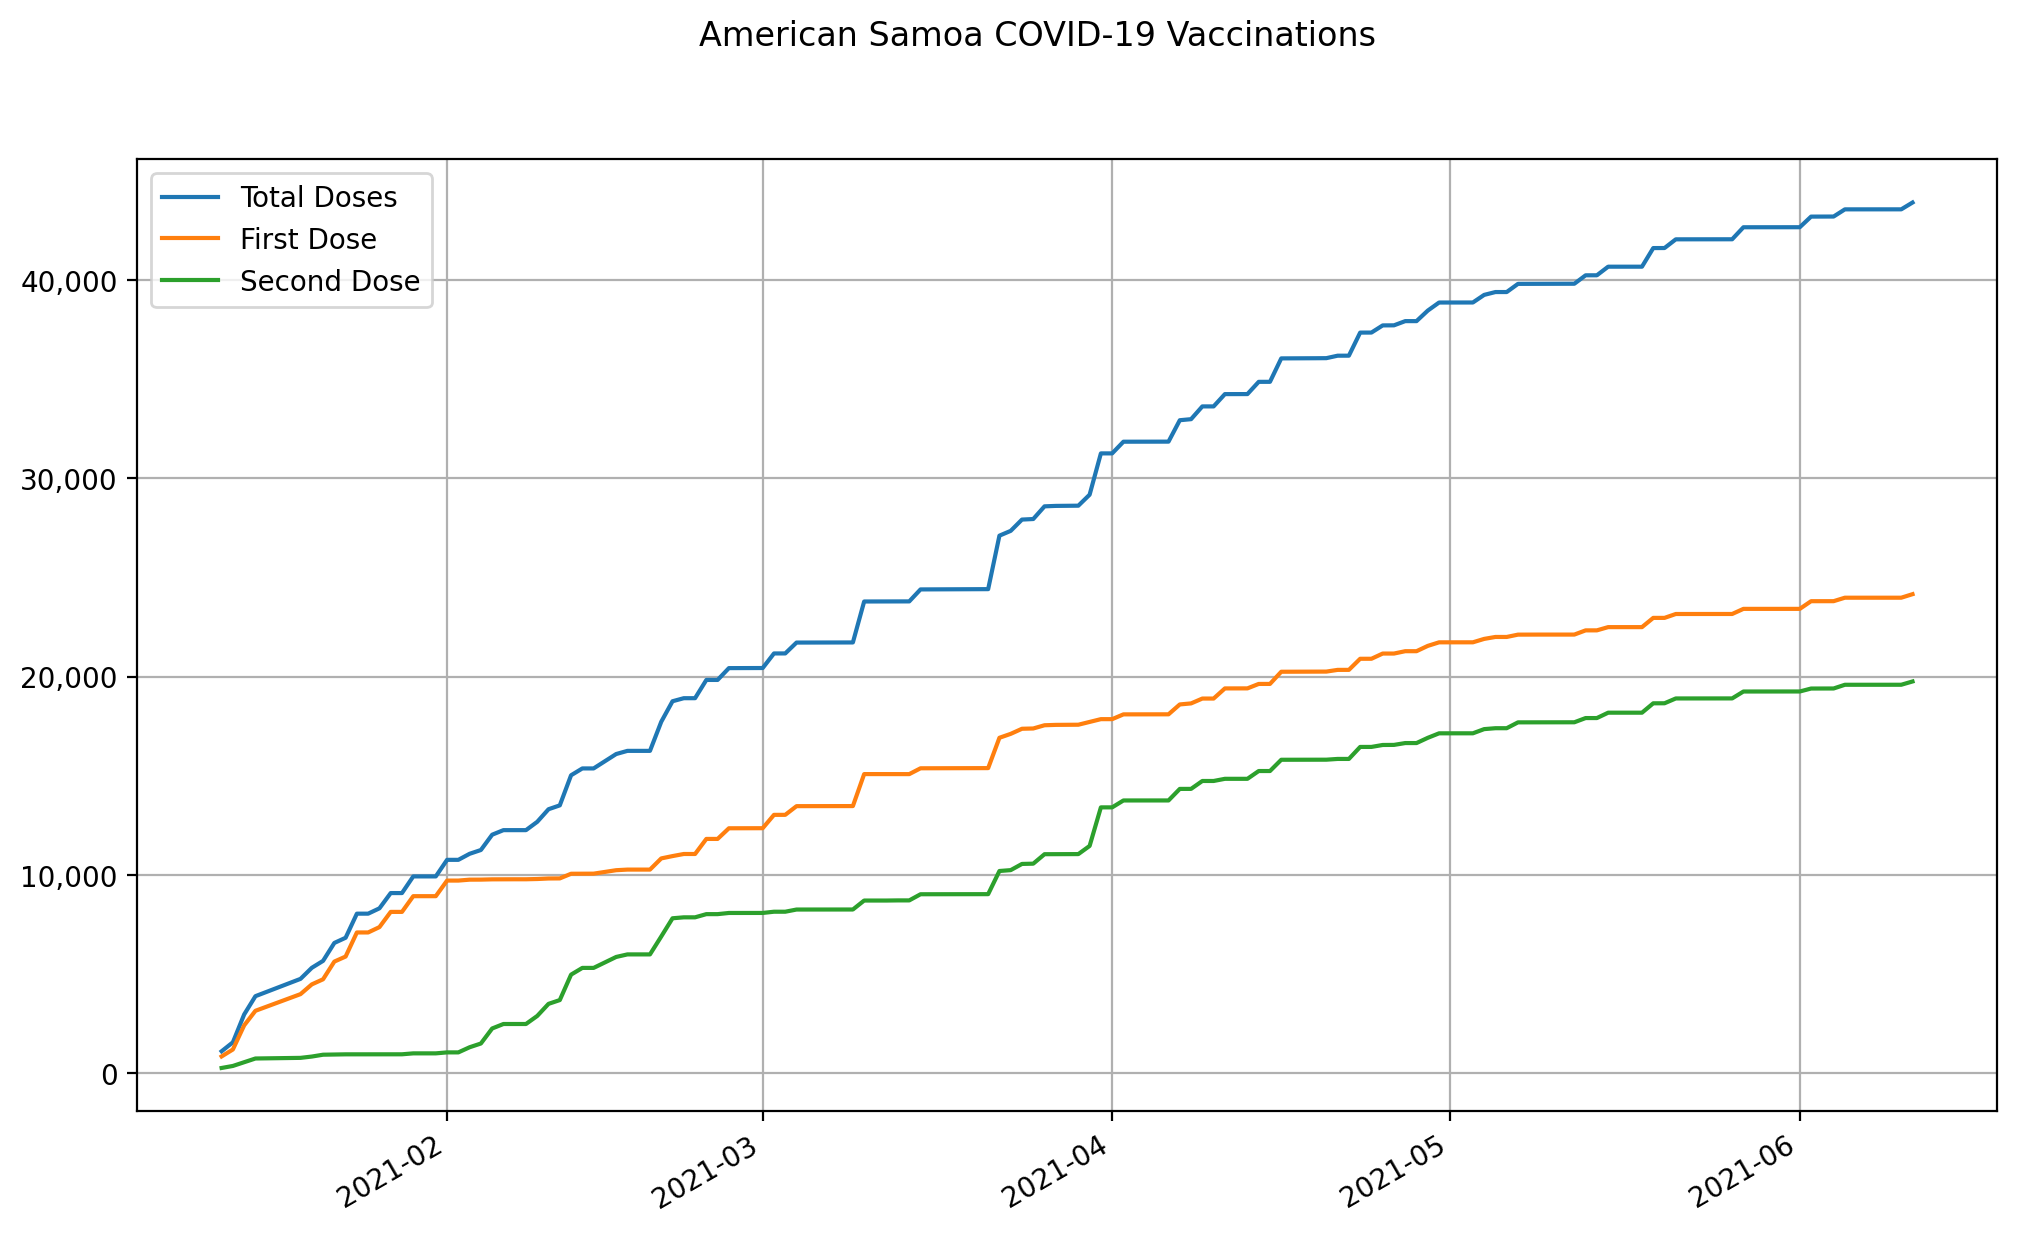 American Samoa COVID-19 Vaccinations
Total Doses
First Dose
Second Dose
40,000
30,000
20,000
10,000
0
2021-02
2021-03
2021-04
2021-05
2021-06